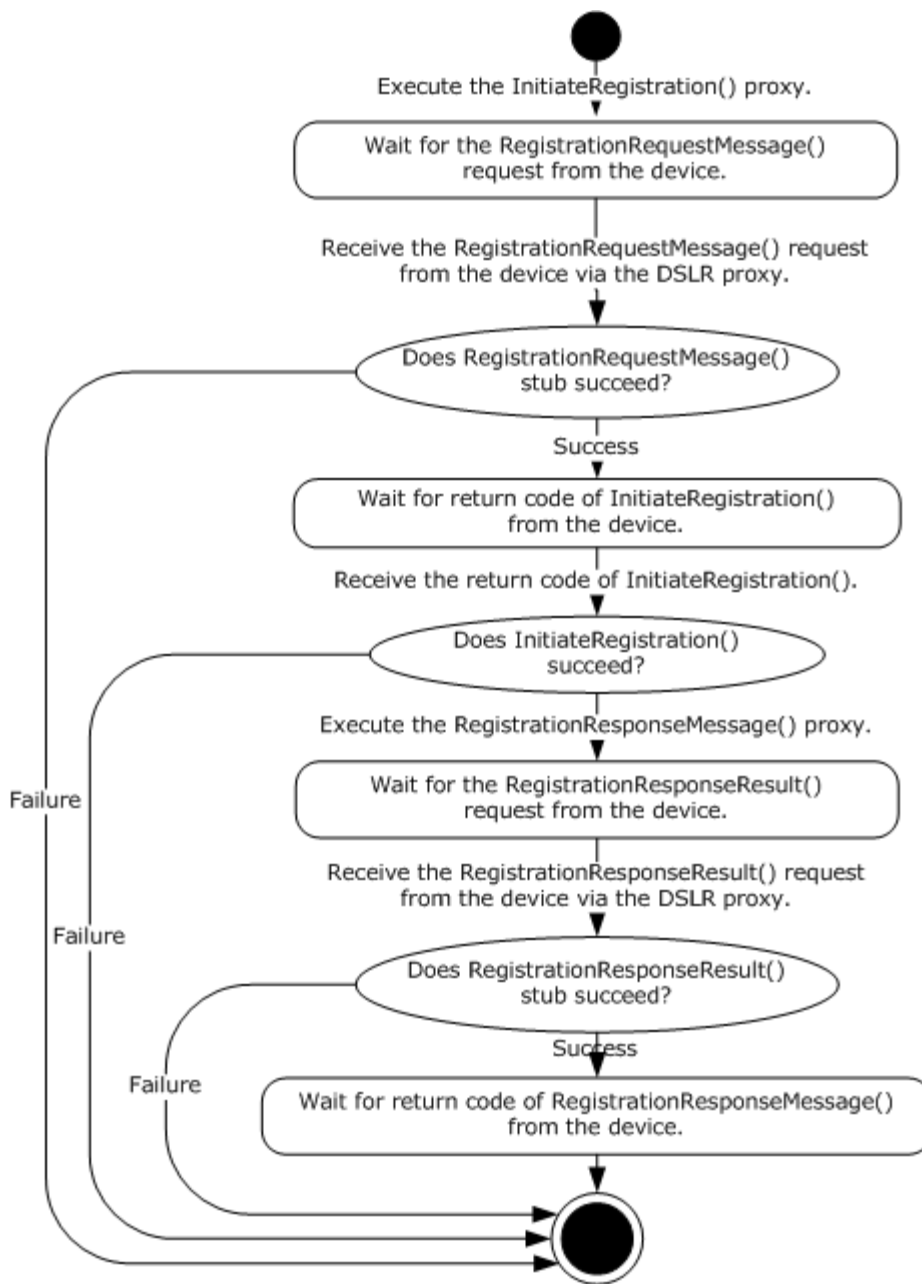 Execute the InitiateRegistration() proxy.
Wait for the RegistrationRequestMessage()
request from the device.
Receive the RegistrationRequestMessage() request
from the device via the DSLR proxy.
Does RegistrationRequestMessage()
stub succeed?
Success
Wait for return code of InitiateRegistration()
from the device.
Receive the return code of InitiateRegistration().
Does InitiateRegistration()
succeed?
Execute the RegistrationResponseMessage() proxy.
Wait for the RegistrationResponseResult()
request from the device.
Failure
Receive the RegistrationResponseResult() request
from the device via the DSLR proxy.
Failure
Does RegistrationResponseResult()
stub succeed?
Success
Failure
Wait for return code of RegistrationResponseMessage()
from the device.